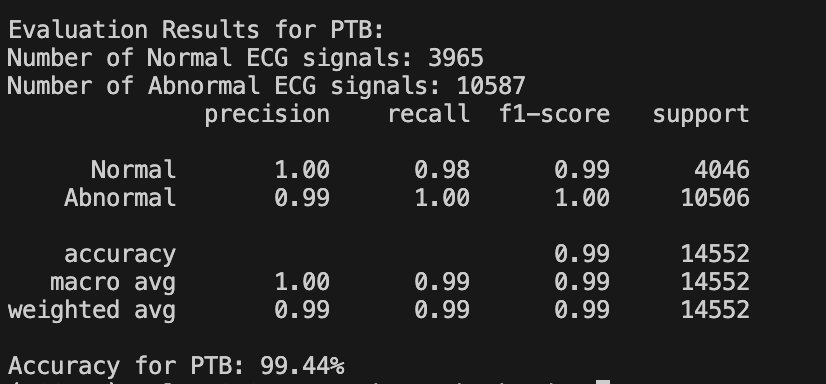 Evaluation Results for PTB:
Number of Normal ECG signals: 3965
Number of Abnormal ECG signals: 10587
precision recall f1-score support
Normal 1.00 0.98 0.99 4046
Abnormal 0.99 1.00 1.00 10506
accuracy 0.99 14552
macro avg 1.00 0.99 0.99 14552
weighted avg 0.99 0.99 0.99 14552
Accuracy for PTB: 99.44%